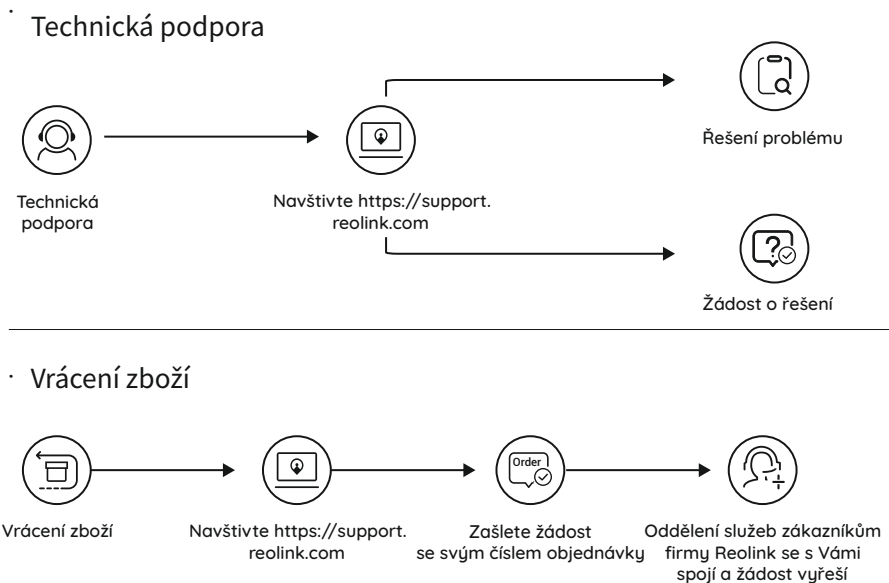 Technická podpora
Řešení problému
Technická
podpora
Navštivte https://support.
reolink.com
Žádost o řešení
Vrácení zboží
Order
Vrácení zboží
Navštivte https://support.
reolink.com
Zašlete žádost
se svým číslem objednávky
Oddělení služeb zákazníkům
firmy Reolink se s Vámi
spojí a žádost vyřeší